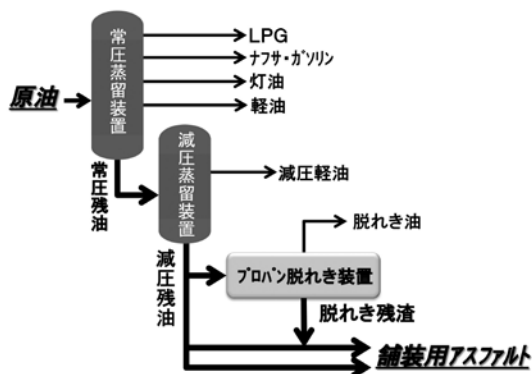 LPG
ナフサ・ガソリン
灯油
軽油
原油
常圧蒸留装置
常圧残油
減圧蒸留装置
減圧軽油
減圧残油
脱れき油
プロパン脱れき装置
脱れき残渣
舗装用アスファルト